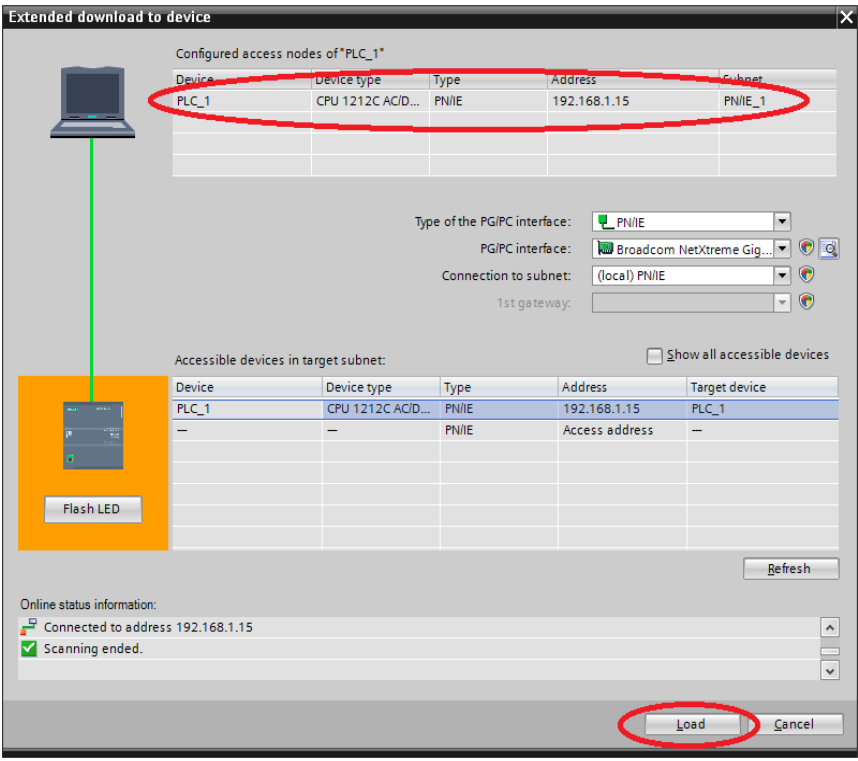 Extended download to device
Configured access nodes of "PLC_1"
Device Device type Type Address Subnet
PLC_1 CPU 1212C AC/D... PN/IE 192.168.1.15 PN/IE_1
Type of the PG/PC interface: PN/IE
PG/PC interface: Broadcom NetXtreme Gig...
Connection to subnet: (local) PN/IE
1st gateway:
Accessible devices in target subnet:
Show all accessible devices
Device Device type Type Address Target device
PLC_1 CPU 1212C AC/D... PN/IE 192.168.1.15 PLC_1
— — PN/IE Access address —
Flash LED
Refresh
Online status information:
Connected to address 192.168.1.15
Scanning ended.
Load Cancel